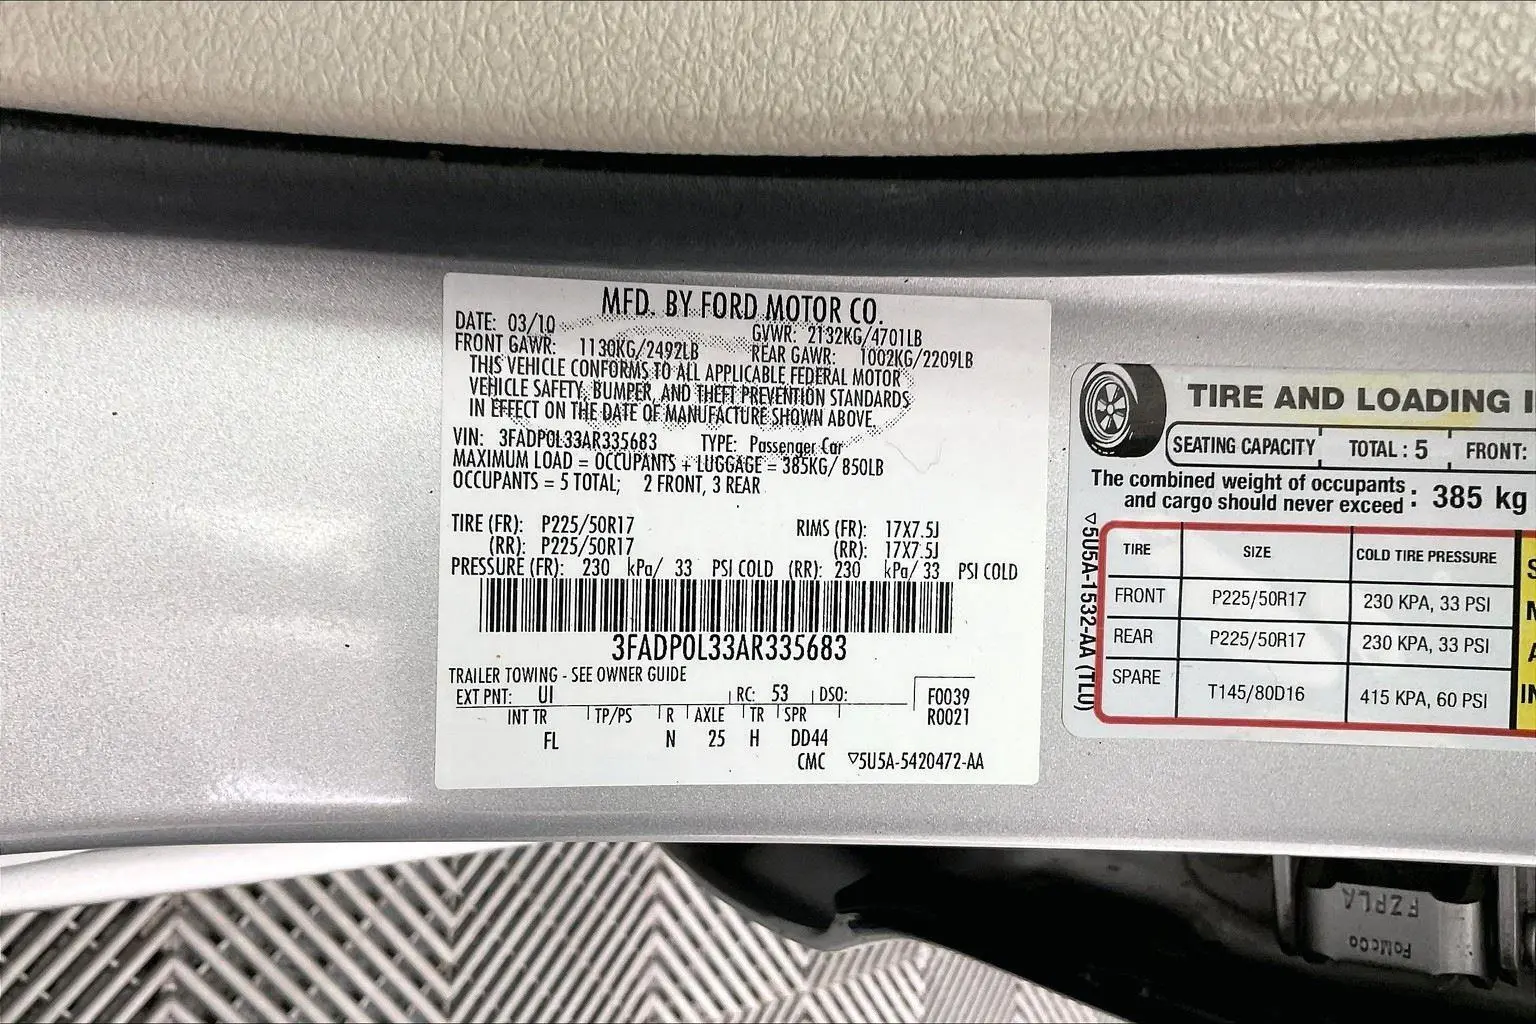 MFD. BY FORD MOTOR CO.
DATE: 03/10 GVWR: 2132KG/4701LB
FRONT GAWR: 1130KG/2492LB REAR GAWR: 1002KG/2209LB
THIS VEHICLE CONFORMS TO ALL APPLICABLE FEDERAL MOTOR
VEHICLE SAFETY, BUMPER, AND THEFT PREVENTION STANDARDS
IN EFFECT ON THE DATE OF MANUFACTURE SHOWN ABOVE.
VIN: 3FADP0L33AR335683 TYPE: Passenger Car
MAXIMUM LOAD = OCCUPANTS + LUGGAGE = 385KG/ 850LB
OCCUPANTS = 5 TOTAL; 2 FRONT, 3 REAR
TIRE (FR): P225/50R17 RIMS (FR): 17X7.5J
(RR): P225/50R17 (RR): 17X7.5J
PRESSURE (FR): 230 kPa/ 33 PSI COLD (RR): 230 kPa/ 33 PSI COLD
3FADP0L33AR335683
TRAILER TOWING - SEE OWNER GUIDE
EXT PNT: UI RC: 53 DSO: F0039
INT TR TP/PS R AXLE TR SPR R0021
FL N 25 H DD44
CMC ▽5U5A-5420472-AA
TIRE AND LOADING I
SEATING CAPACITY TOTAL : 5 FRONT:
The combined weight of occupants
and cargo should never exceed : 385 kg
▽5U5A-1532-AA (TLU)
TIRE SIZE COLD TIRE PRESSURE
FRONT P225/50R17 230 KPA, 33 PSI
REAR P225/50R17 230 KPA, 33 PSI
SPARE T145/80D16 415 KPA, 60 PSI
S
M
A
IN
FZPLA
FoMoCo